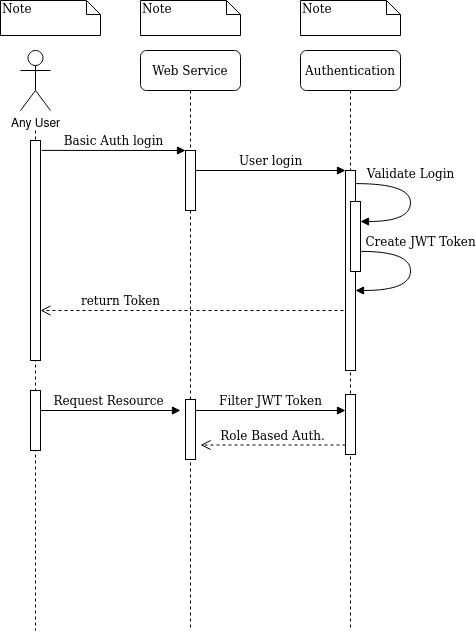 Note
Note
Note
Any User
Web Service
Authentication
Basic Auth login
User login
Validate Login
Create JWT Token
return Token
Request Resource
Filter JWT Token
Role Based Auth.